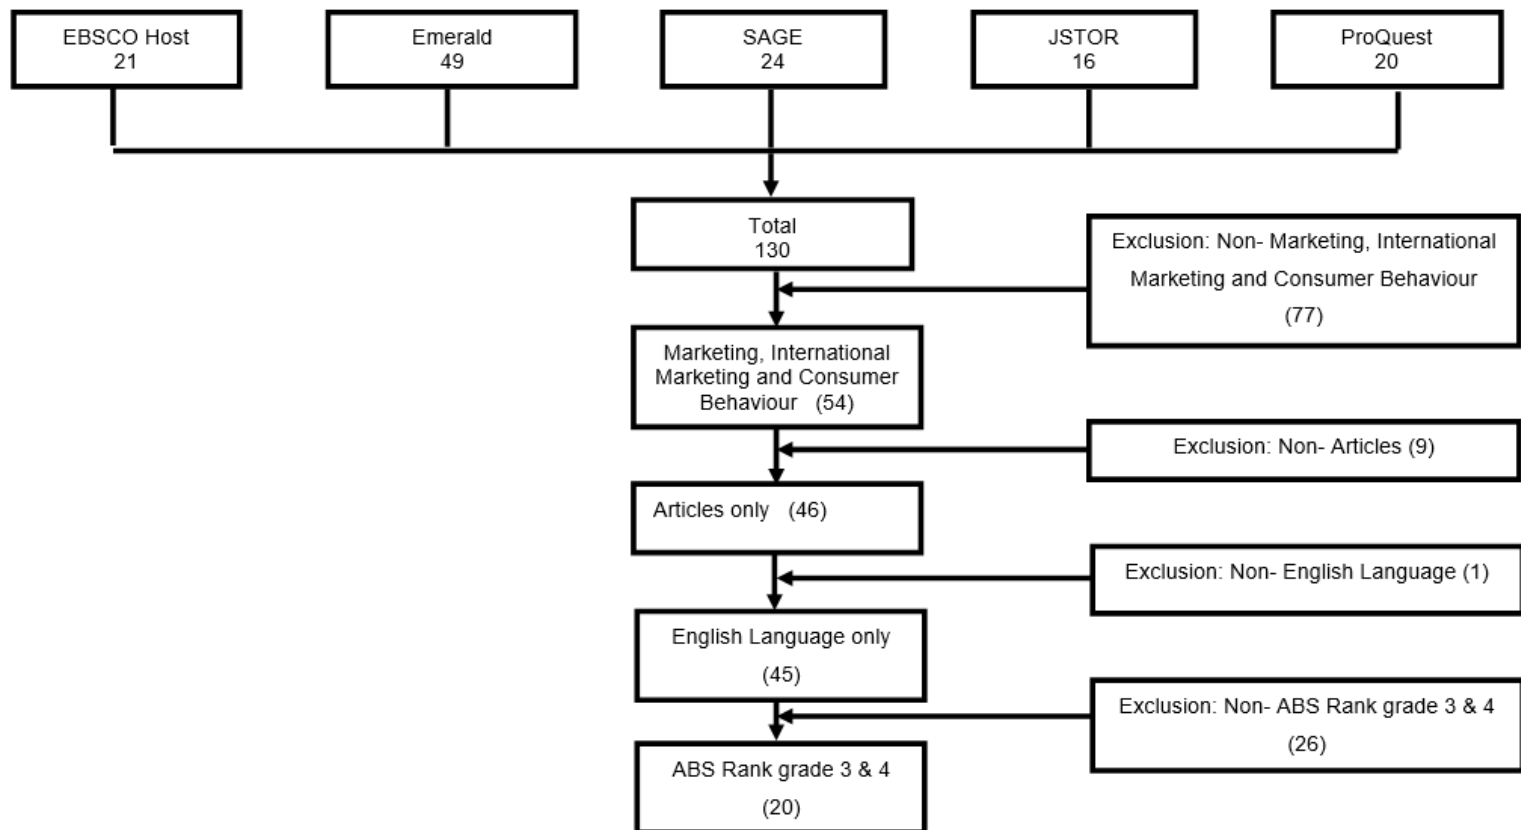 EBSCO Host
21
Emerald
49
SAGE
24
JSTOR
16
ProQuest
20
Total
130
Exclusion: Non- Marketing, International
Marketing and Consumer Behaviour
(77)
Marketing, International
Marketing and Consumer
Behaviour (54)
Exclusion: Non- Articles (9)
Articles only (46)
Exclusion: Non- English Language (1)
English Language only
(45)
Exclusion: Non- ABS Rank grade 3 & 4
(26)
ABS Rank grade 3 & 4
(20)